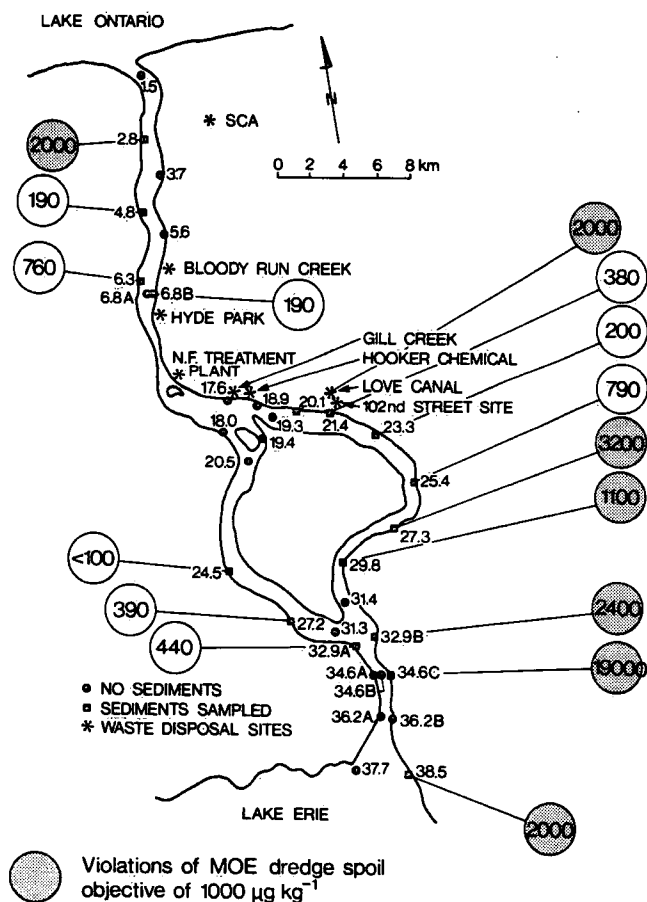 LAKE ONTARIO
1.5
N
SCA
2000
2.8
0 2 4 6 8 km
3.7
190
4.8
5.6
2000
760
BLOODY RUN CREEK
6.3
6.8A
6.8B
190
380
HYDE PARK
GILL CREEK
200
N.F. TREATMENT
PLANT
HOOKER CHEMICAL
17.6
LOVE CANAL
18.9
20.1
102nd STREET SITE
790
19.3
21.4
23.3
18.0
19.4
3200
20.5
25.4
1100
27.3
<100
29.8
24.5
31.4
2400
390
27.2
31.3
32.9B
440
32.9A
19000
34.6A
34.6C
34.6B
NO SEDIMENTS
SEDIMENTS SAMPLED
WASTE DISPOSAL SITES
36.2A
36.2B
37.7
38.5
LAKE ERIE
2000
Violations of MOE dredge spoil
objective of 1000 µg kg⁻¹